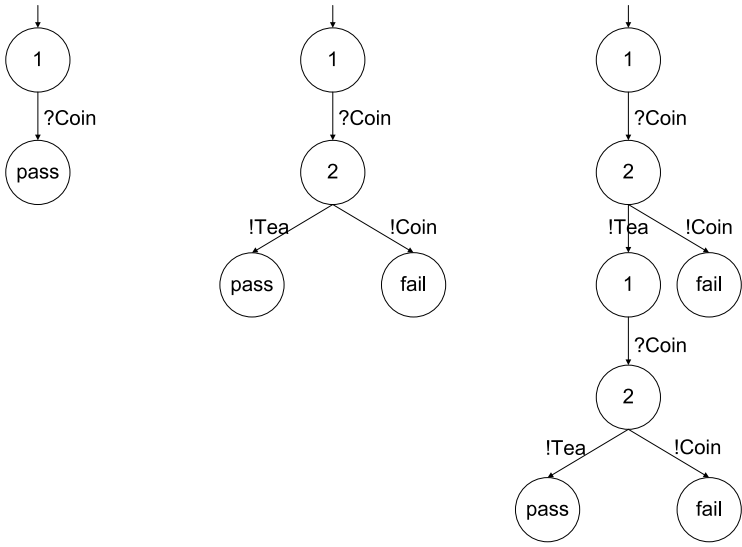 1
?Coin
pass
1
?Coin
2
!Tea
!Coin
pass
fail
1
?Coin
2
!Tea
!Coin
1
fail
?Coin
2
!Tea
!Coin
pass
fail